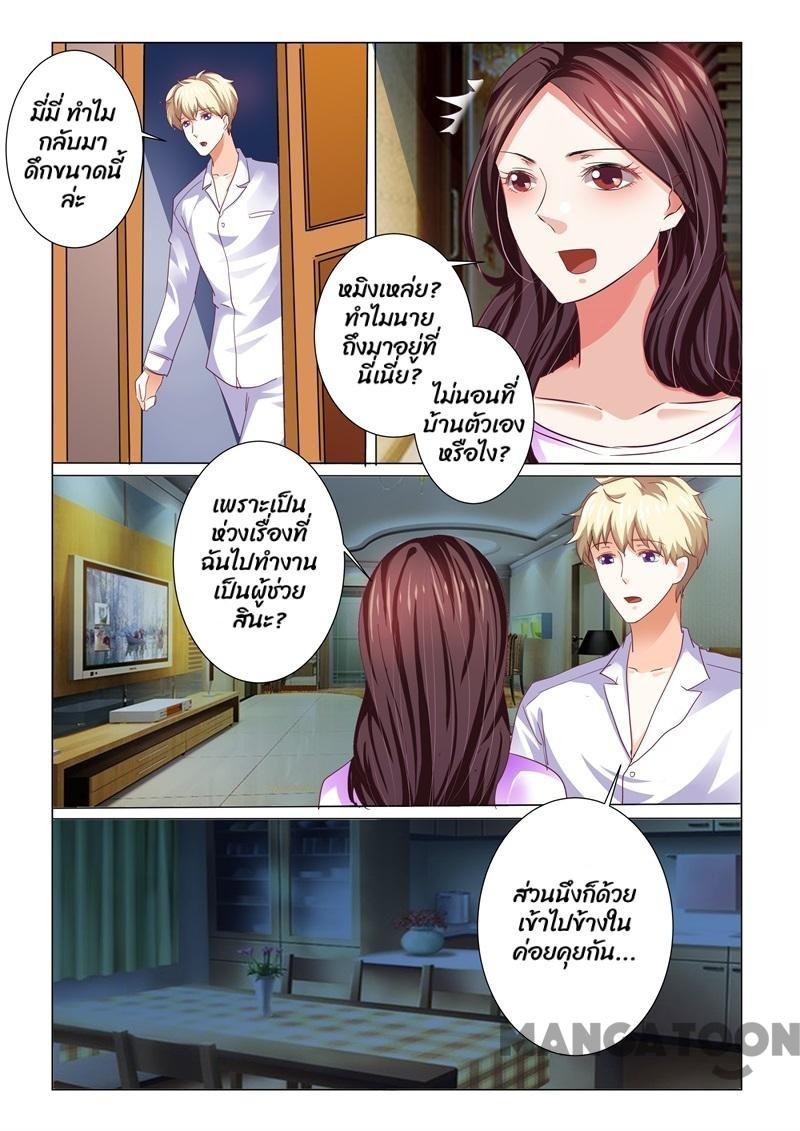 มี่มี่ ทำไม
กลับมา
ดึกขนาดนี้
ล่ะ
หมิงเหล่ย?
ทำไมนาย
ถึงมาอยู่ที่
นี่เนี่ย?
ไม่นอนที่
บ้านตัวเอง
หรือไง?
เพราะเป็น
ห่วงเรื่องที่
ฉันไปทำงาน
เป็นผู้ช่วย
สินะ?
ส่วนนึงก็ด้วย
เข้าไปข้างใน
ค่อยคุยกัน...
MANGATOON